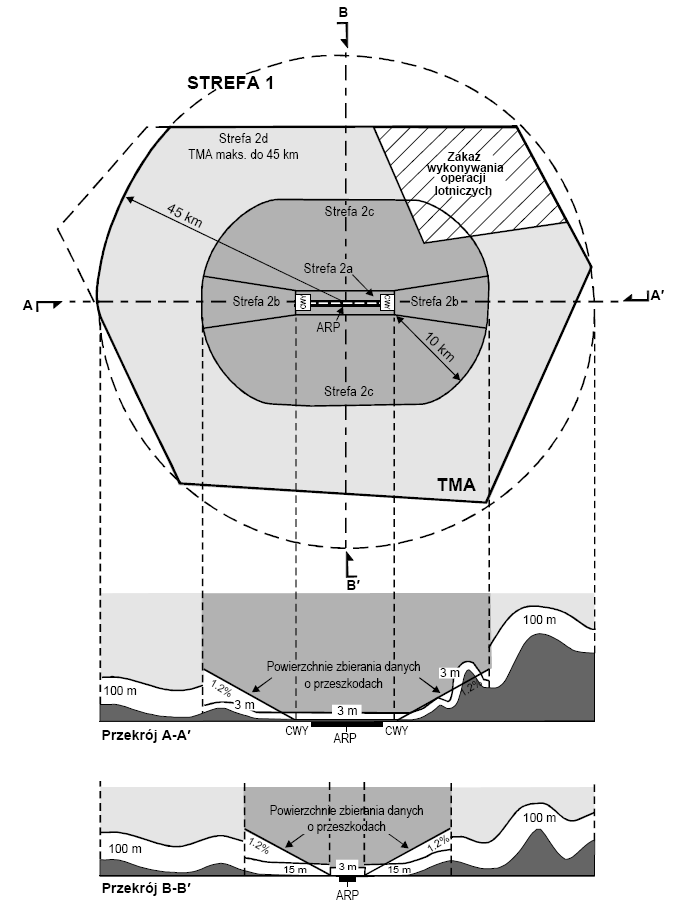 B
STREFA 1
Strefa 2d
TMA maks. do 45 km
Zakaz
wykonywania
operacji
lotniczych
45 km
Strefa 2c
Strefa 2a
A
Strefa 2b
CWY
CWY
Strefa 2b
A′
ARP
10 km
Strefa 2c
TMA
B′
100 m
Powierzchnie zbierania danych
o przeszkodach
3 m
100 m
1.2%
1.2%
3 m
3 m
CWY
CWY
ARP
Przekrój A-A′
Powierzchnie zbierania danych
o przeszkodach
100 m
100 m
1.2%
1.2%
15 m
3 m
15 m
ARP
Przekrój B-B′